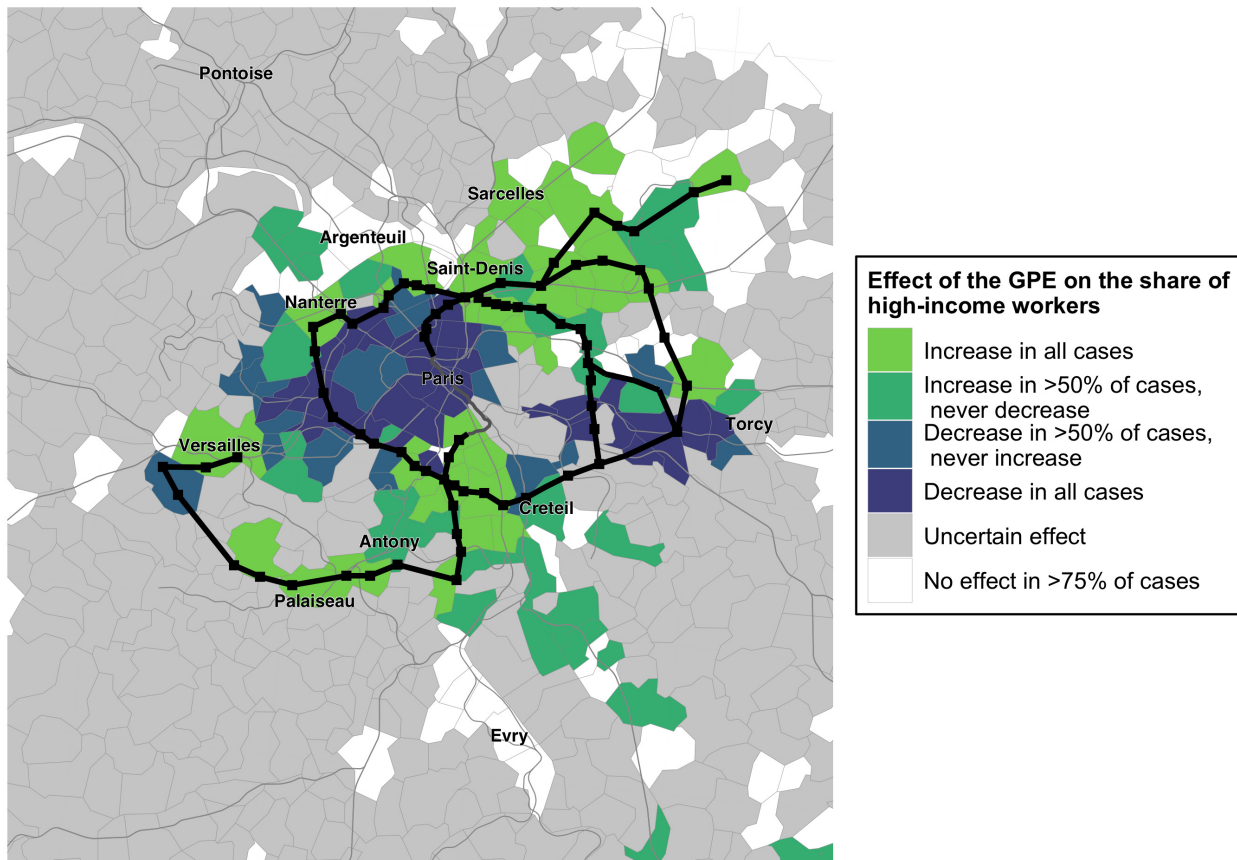 Pontoise
Sarcelles
Argenteuil
Saint-Denis
Nanterre
Paris
Torcy
Versailles
Creteil
Antony
Palaiseau
Evry
Effect of the GPE on the share of
high-income workers
Increase in all cases
Increase in >50% of cases,
never decrease
Decrease in >50% of cases,
never increase
Decrease in all cases
Uncertain effect
No effect in >75% of cases